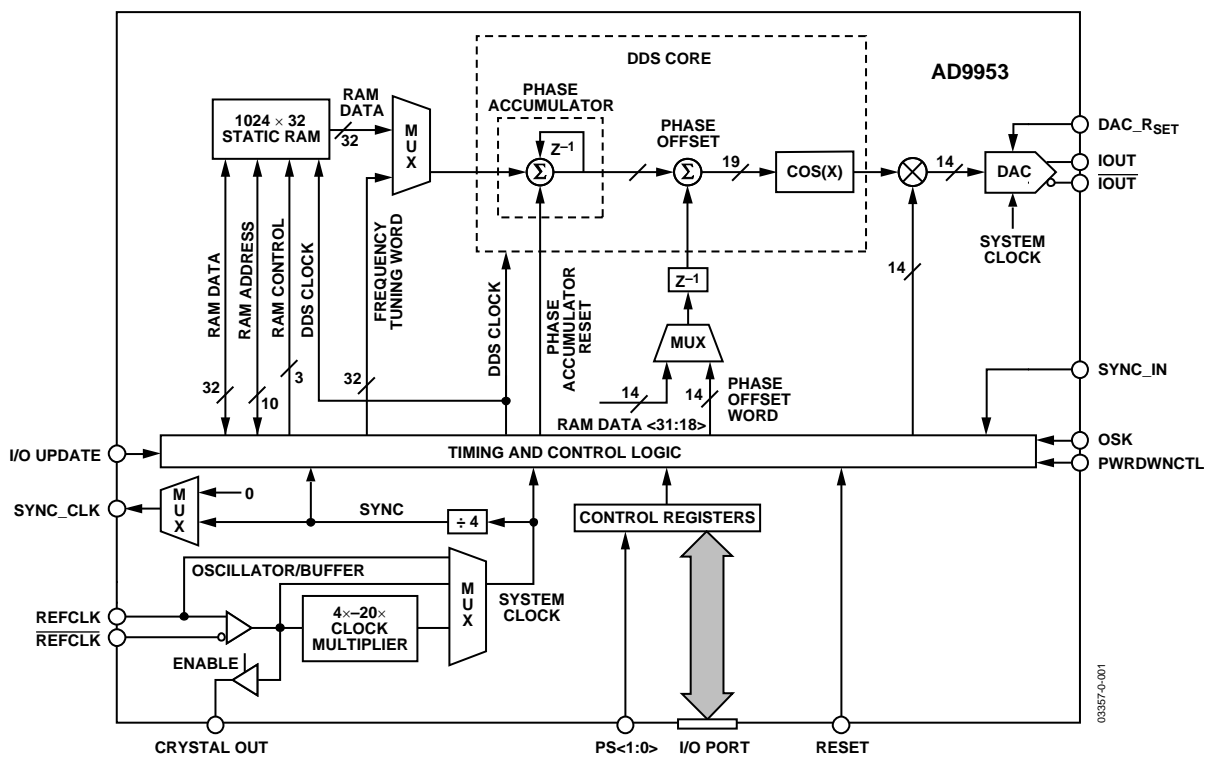 DDS CORE
AD9953
RAM
DATA
PHASE
ACCUMULATOR
1024 × 32
STATIC RAM
32
MUX
Z–1
Σ
PHASE
OFFSET
Σ
19
COS(X)
14
DAC
DAC_RSET
IOUT
IOUT
SYSTEM
CLOCK
RAM DATA
RAM ADDRESS
RAM CONTROL
DDS CLOCK
FREQUENCY
TUNING WORD
DDS CLOCK
PHASE
ACCUMULATOR
RESET
Z–1
MUX
14
32
10
3
32
14
14
PHASE
OFFSET
WORD
RAM DATA <31:18>
SYNC_IN
I/O UPDATE
TIMING AND CONTROL LOGIC
OSK
PWRDWNCTL
SYNC_CLK
MUX
0
SYNC
÷ 4
CONTROL REGISTERS
OSCILLATOR/BUFFER
MUX
SYSTEM
CLOCK
REFCLK
REFCLK
4×–20×
CLOCK
MULTIPLIER
ENABLE
CRYSTAL OUT
PS<1:0>
I/O PORT
RESET
03357-0-001